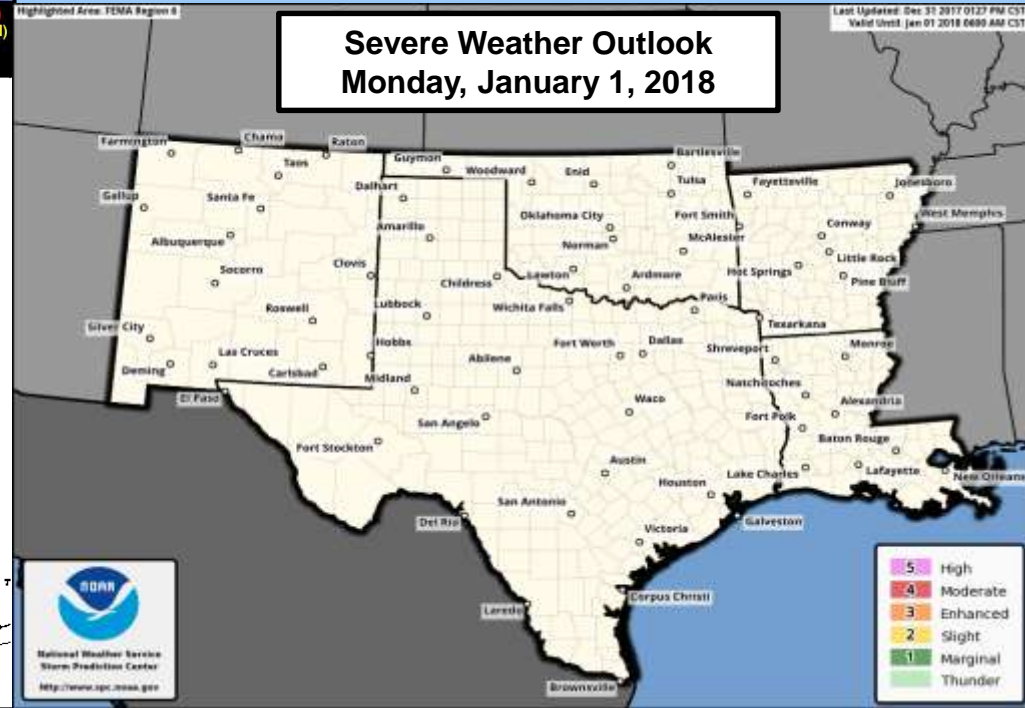 Highlighted Area: FEMA Region 6
Last Updated: Dec 31 2017 0127 PM CST
Valid Until: Jan 01 2018 0600 AM CST
Severe Weather Outlook
Monday, January 1, 2018
Farmington
Chama
Raton
Taos
Guymon
Woodward
Enid
Bartlesville
Tulsa
Fayetteville
Jonesboro
Gallup
Santa Fe
Dalhart
Oklahoma City
Fort Smith
Conway
West Memphis
Albuquerque
Amarillo
Norman
McAlester
Little Rock
Socorro
Clovis
Childress
Lawton
Ardmore
Hot Springs
Pine Bluff
Roswell
Lubbock
Wichita Falls
Paris
Texarkana
Silver City
Las Cruces
Hobbs
Abilene
Fort Worth
Dallas
Shreveport
Monroe
Deming
Carlsbad
Midland
Natchitoches
El Paso
Waco
Alexandria
San Angelo
Fort Polk
Fort Stockton
Baton Rouge
Austin
Lake Charles
Lafayette
New Orleans
San Antonio
Houston
Del Rio
Victoria
Galveston
Laredo
Corpus Christi
Brownsville
NOAA
National Weather Service
Storm Prediction Center
http://www.spc.noaa.gov
5 High
4 Moderate
3 Enhanced
2 Slight
1 Marginal
Thunder